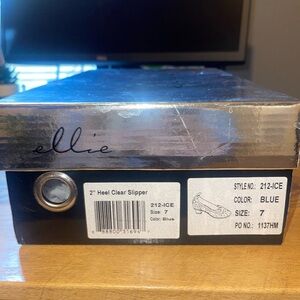 ellie
2" Heel Clear Slipper
212-ICE
Size: 7
Color: Blue
STYLE NO.: 212-ICE
COLOR: BLUE
SIZE: 7
PO NO.: 1137HM